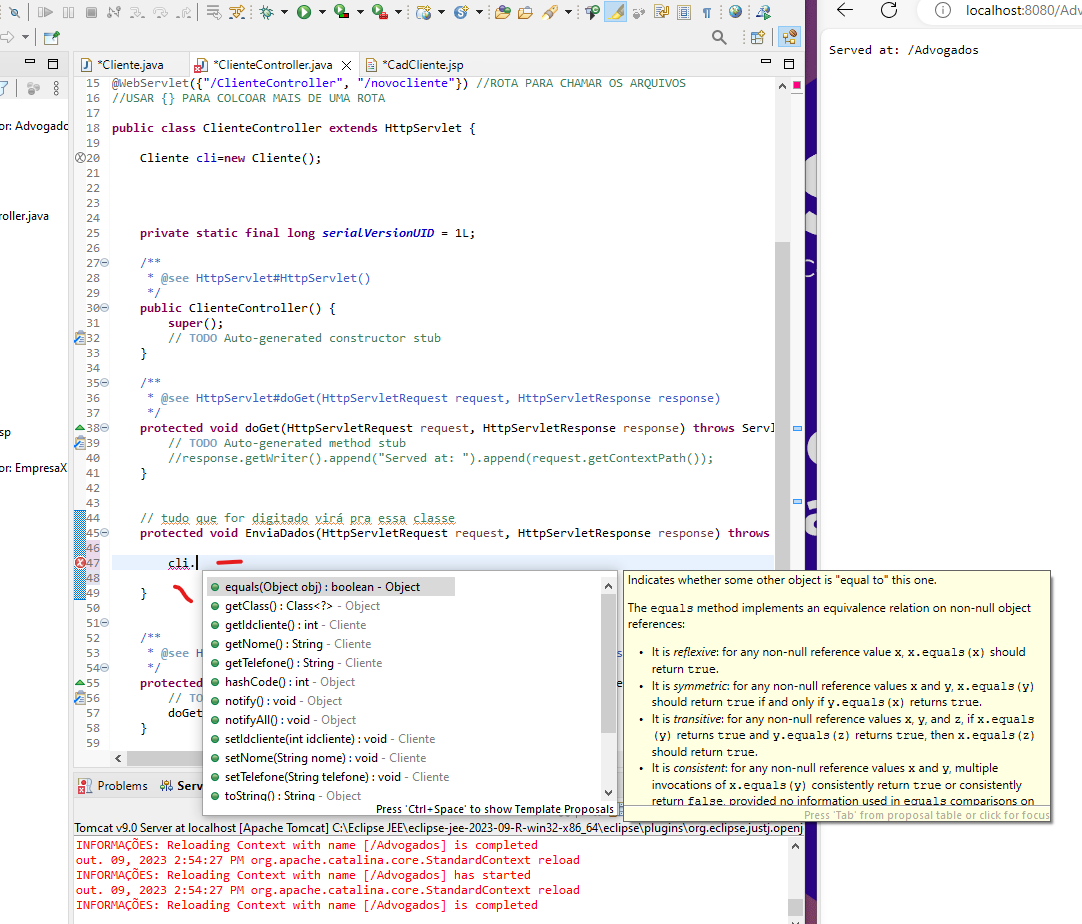 localhost:8080/Adv
Served at: /Advogados
*Cliente.java
*ClienteController.java
*CadCliente.jsp
or: Advogado
roller.java
sp
or: EmpresaX
15 @WebServlet({"/ClienteController", "/novocliente"}) //ROTA PARA CHAMAR OS ARQUIVOS
16 //USAR {} PARA COLCOAR MAIS DE UMA ROTA
17
18 public class ClienteController extends HttpServlet {
19
20 Cliente cli=new Cliente();
21
22
23
24
25 private static final long serialVersionUID = 1L;
26
27 /**
28 * @see HttpServlet#HttpServlet()
29 */
30 public ClienteController() {
31 super();
32 // TODO Auto-generated constructor stub
33 }
34
35 /**
36 * @see HttpServlet#doGet(HttpServletRequest request, HttpServletResponse response)
37 */
38 protected void doGet(HttpServletRequest request, HttpServletResponse response) throws Servl
39 // TODO Auto-generated method stub
40 //response.getWriter().append("Served at: ").append(request.getContextPath());
41 }
42
43
44 // tudo que for digitado virá pra essa classe
45 protected void EnviaDados(HttpServletRequest request, HttpServletResponse response) throws
46
47 cli.
48
49 }
50
51
52 /**
53 * @see H
54 */
55 protected
56 // TO
57 doGet
58 }
59
equals(Object obj) : boolean - Object
getClass() : Class<?> - Object
getIdcliente() : int - Cliente
getNome() : String - Cliente
getTelefone() : String - Cliente
hashCode() : int - Object
notify() : void - Object
notifyAll() : void - Object
setIdcliente(int idcliente) : void - Cliente
setNome(String nome) : void - Cliente
setTelefone(String telefone) : void - Cliente
toString() : String - Object
Press 'Ctrl+Space' to show Template Proposals
Indicates whether some other object is "equal to" this one.
The equals method implements an equivalence relation on non-null object
references:
• It is reflexive: for any non-null reference value x, x.equals(x) should
return true.
• It is symmetric: for any non-null reference values x and y, x.equals(y)
should return true if and only if y.equals(x) returns true.
• It is transitive: for any non-null reference values x, y, and z, if x.equals
(y) returns true and y.equals(z) returns true, then x.equals(z)
should return true.
• It is consistent: for any non-null reference values x and y, multiple
invocations of x.equals(y) consistently return true or consistently
return false, provided no information used in equals comparisons on
Press 'Tab' from proposal table or click for focus
Problems
Serv
Tomcat v9.0 Server at localhost [Apache Tomcat] C:\Eclipse JEE\eclipse-jee-2023-09-R-win32-x86_64\eclipse\plugins\org.eclipse.justj.openj
INFORMAÇÕES: Reloading Context with name [/Advogados] is completed
out. 09, 2023 2:54:27 PM org.apache.catalina.core.StandardContext reload
INFORMAÇÕES: Reloading Context with name [/Advogados] has started
out. 09, 2023 2:54:27 PM org.apache.catalina.core.StandardContext reload
INFORMAÇÕES: Reloading Context with name [/Advogados] is completed